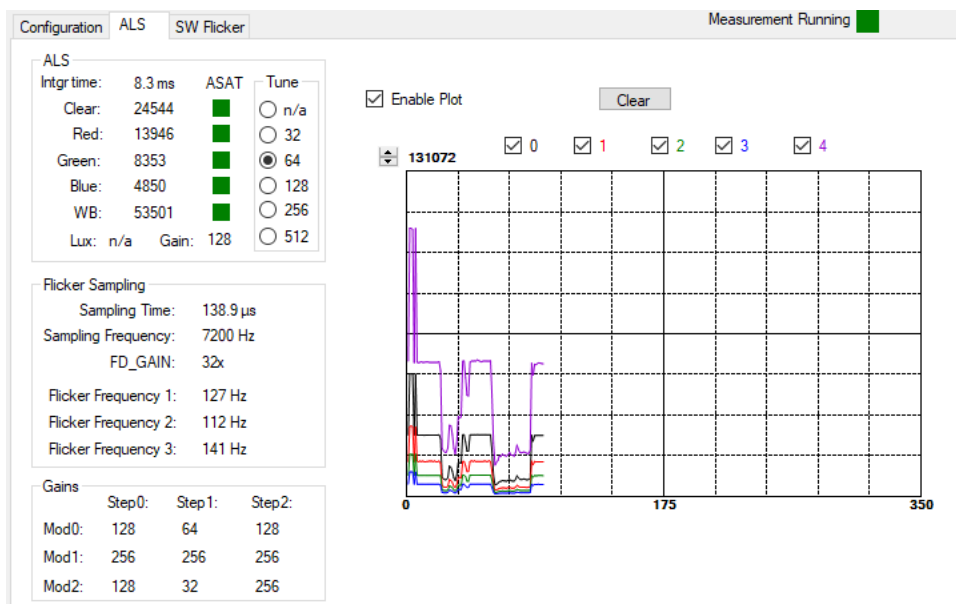 Configuration ALS SW Flicker
Measurement Running
ALS
Intgr time: 8.3 ms ASAT Tune
Clear: 24544 n/a
Red: 13946 32
Green: 8353 64
Blue: 4850 128
WB: 53501 256
Lux: n/a Gain: 128 512
Enable Plot Clear
131072 0 1 2 3 4
0 175 350
Flicker Sampling
Sampling Time: 138.9 µs
Sampling Frequency: 7200 Hz
FD_GAIN: 32x
Flicker Frequency 1: 127 Hz
Flicker Frequency 2: 112 Hz
Flicker Frequency 3: 141 Hz
Gains
Step0: Step1: Step2:
Mod0: 128 64 128
Mod1: 256 256 256
Mod2: 128 32 256